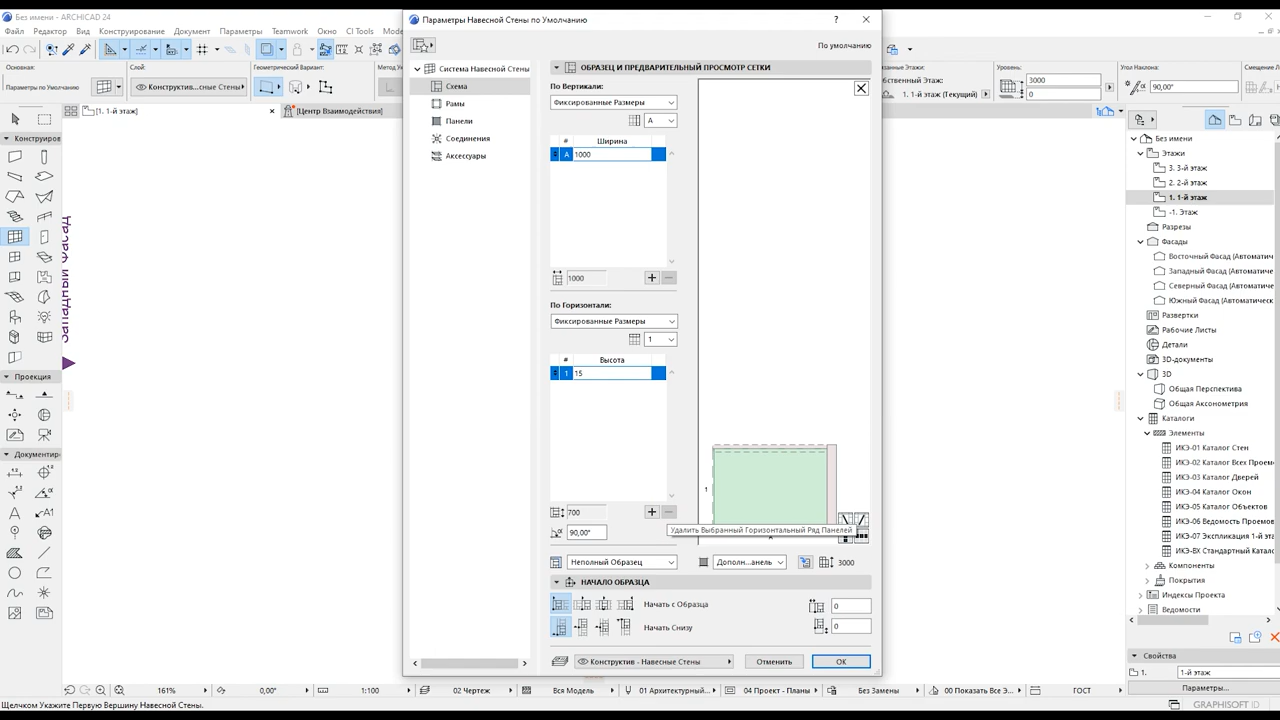 Без имени - ARCHICAD 24
Файл Редактор Вид Конструирование Документ Параметры Teamwork Окно CI Tools
Основная:
Параметры по Умолчанию
Слой:
Конструктив...сные Стены
Геометрический Вариант:
Этаж:
1. 1-й этаж (Текущий)
Уровень:
3000
0
Угол Наклона:
90,00°
[1. 1-й этаж]
[Центр Взаимодействия]
Западный Фасад
Конструиров
Проекция
Документир
Параметры Навесной Стены по Умолчанию
?
По умолчанию
Система Навесной Стены
Схема
Рамы
Панели
Соединения
Аксессуары
ОБРАЗЕЦ И ПРЕДВАРИТЕЛЬНЫЙ ПРОСМОТР СЕТКИ
По Вертикали:
Фиксированные Размеры
A
# Ширина
A 1000
1000
По Горизонтали:
Фиксированные Размеры
1
# Высота
1 15
700
90,00°
1
Удалить Выбранный Горизонтальный Ряд Панелей
Неполный Образец
Дополн...анель
3000
НАЧАЛО ОБРАЗЦА
Начать с Образца
0
Начать Снизу
0
Конструктив - Навесные Стены
Отменить
OK
Без имени
Этажи
3. 3-й этаж
2. 2-й этаж
1. 1-й этаж
-1. Этаж
Разрезы
Фасады
Восточный Фасад (Автоматиче
Западный Фасад (Автоматичес
Северный Фасад (Автоматичес
Южный Фасад (Автоматическ
Развертки
Рабочие Листы
Детали
3D-документы
3D
Общая Перспектива
Общая Аксонометрия
Каталоги
Элементы
ИКЭ-01 Каталог Стен
ИКЭ-02 Каталог Всех Проем
ИКЭ-03 Каталог Дверей
ИКЭ-04 Каталог Окон
ИКЭ-05 Каталог Объектов
ИКЭ-06 Ведомость Проемов
ИКЭ-07 Экспликация 1-й эта
ИКЭ-ВХ Стандартный Катало
Компоненты
Покрытия
Индексы Проекта
Ведомости
Свойства
1. 1-й этаж
Параметры...
161% 0,00° 1:100 02 Чертеж Вся Модель 01 Архитектурный... 04 Проект - Планы Без Замены 00 Показать Все Э... ГОСТ
Щелчком Укажите Первую Вершину Навесной Стены.
GRAPHISOFT ID